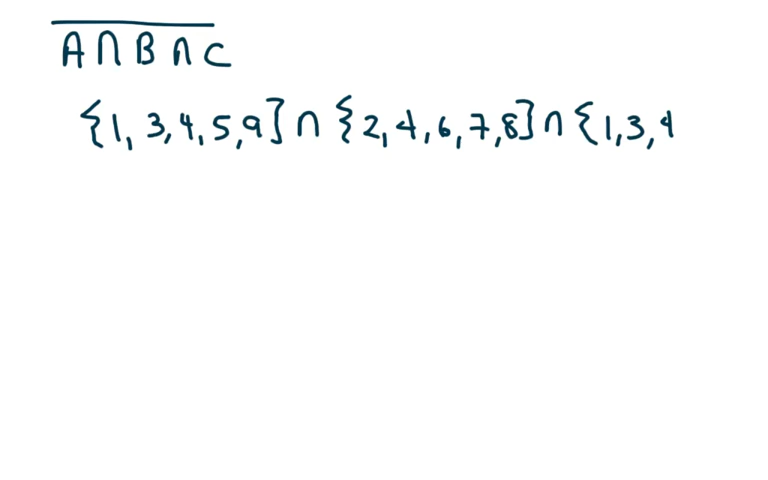 A̅ ̅∩̅ ̅B̅ ̅∩̅ ̅C̅
{1, 3, 4, 5, 9} ∩ {2, 4, 6, 7, 8} ∩ {1, 3, 4